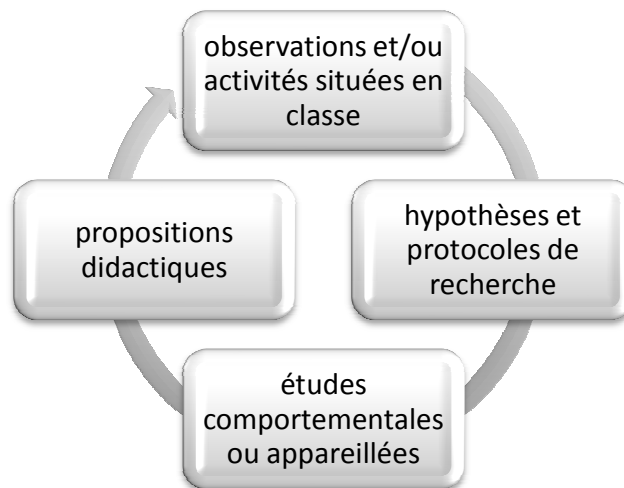 observations et/ou
activités situées en
classe
hypothèses et
protocoles de
recherche
études
comportementales
ou appareillées
propositions
didactiques